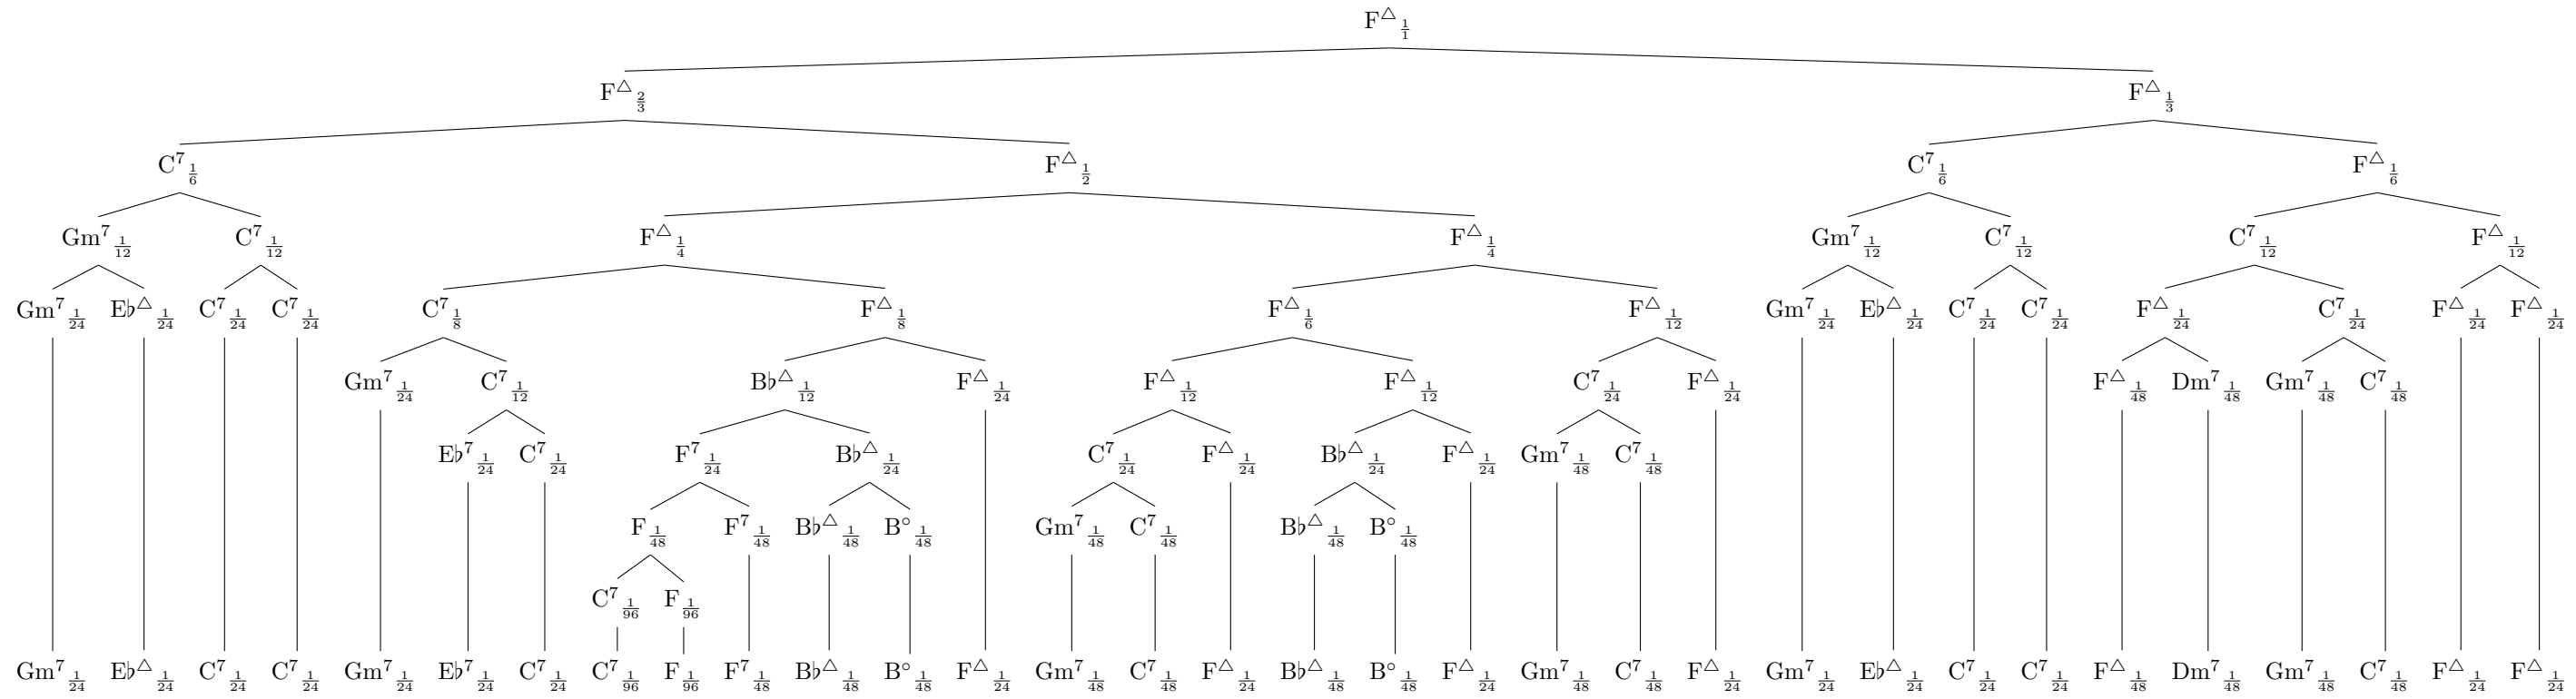 F△ 1/1
F△ 2/3 F△ 1/3
C7 1/6 F△ 1/2 C7 1/6 F△ 1/6
Gm7 1/12 C7 1/12 F△ 1/4 F△ 1/4 Gm7 1/12 C7 1/12 C7 1/12 F△ 1/12
Gm7 1/24 E♭△ 1/24 C7 1/24 C7 1/24 C7 1/8 F△ 1/8 F△ 1/6 F△ 1/12 Gm7 1/24 E♭△ 1/24 C7 1/24 C7 1/24 F△ 1/24 C7 1/24 F△ 1/24 F△ 1/24
Gm7 1/24 C7 1/12 B♭△ 1/12 F△ 1/24 F△ 1/12 F△ 1/12 C7 1/24 F△ 1/24 F△ 1/48 Dm7 1/48 Gm7 1/48 C7 1/48
E♭7 1/24 C7 1/24 F7 1/24 B♭△ 1/24 C7 1/24 F△ 1/24 B♭△ 1/24 F△ 1/24 Gm7 1/48 C7 1/48
F 1/48 F7 1/48 B♭△ 1/48 B° 1/48 Gm7 1/48 C7 1/48 B♭△ 1/48 B° 1/48
C7 1/96 F 1/96
Gm7 1/24 E♭△ 1/24 C7 1/24 C7 1/24 Gm7 1/24 E♭7 1/24 C7 1/24 C7 1/96 F 1/96 F7 1/48 B♭△ 1/48 B° 1/48 F△ 1/24 Gm7 1/48 C7 1/48 F△ 1/24 B♭△ 1/48 B° 1/48 F△ 1/24 Gm7 1/48 C7 1/48 F△ 1/24 Gm7 1/24 E♭△ 1/24 C7 1/24 C7 1/24 F△ 1/48 Dm7 1/48 Gm7 1/48 C7 1/48 F△ 1/24 F△ 1/24